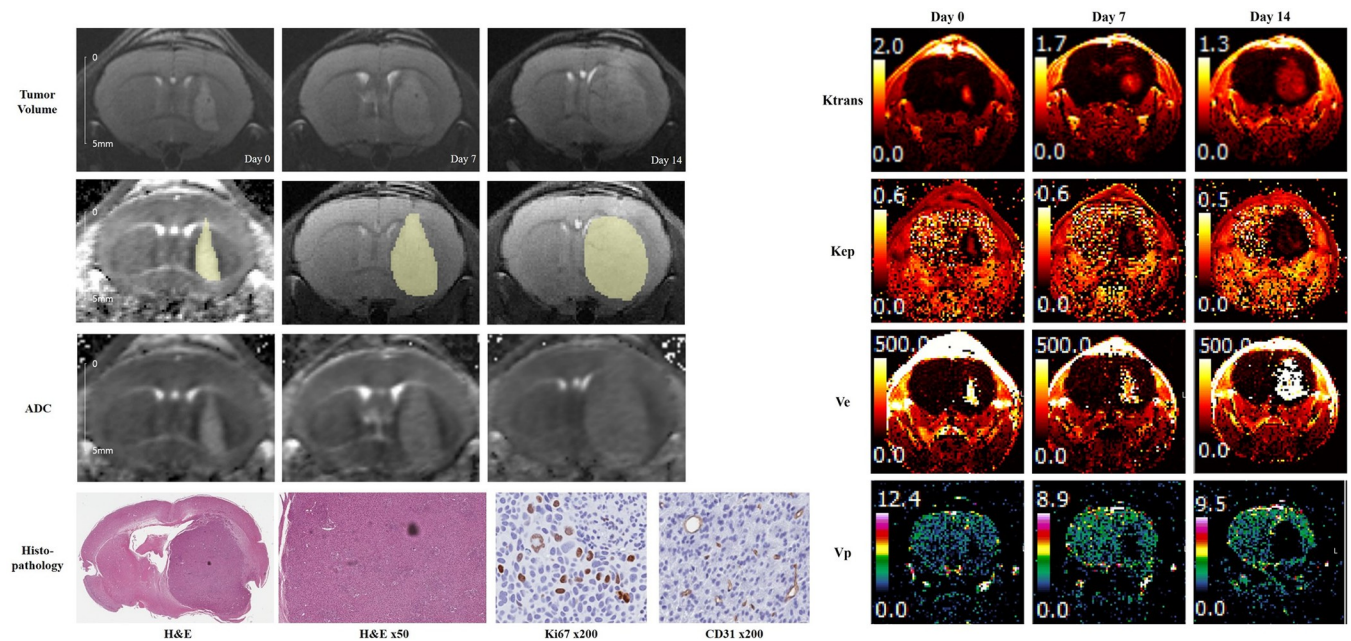 Day 0 Day 7 Day 14
Tumor
Volume
0
5mm
Day 0
Day 7
Day 14
0
5mm
ADC
0
5mm
Histo-
pathology
H&E
H&E x50
Ki67 x200
CD31 x200
Ktrans
2.0
0.0
1.7
0.0
1.3
0.0
Kep
0.6
0.0
0.6
0.0
0.5
0.0
Ve
500.0
0.0
500.0
0.0
500.0
0.0
Vp
12.4
0.0
8.9
0.0
9.5
0.0
L